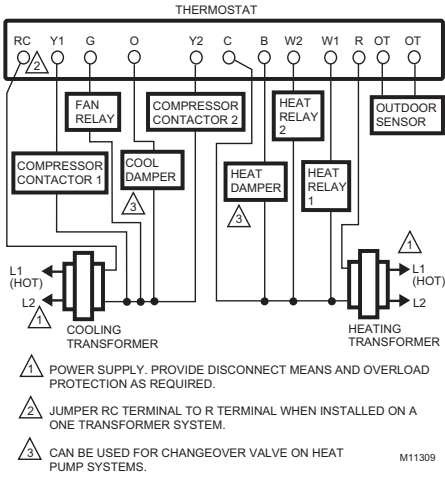 THERMOSTAT
RC Y1 G O Y2 C B W2 W1 R OT OT
2
FAN
RELAY
COMPRESSOR
CONTACTOR 2
HEAT
RELAY
2
OUTDOOR
SENSOR
COMPRESSOR
CONTACTOR 1
COOL
DAMPER
3
HEAT
DAMPER
3
HEAT
RELAY
1
L1
(HOT)
L2
1
COOLING
TRANSFORMER
1
L1
(HOT)
L2
HEATING
TRANSFORMER
1 POWER SUPPLY. PROVIDE DISCONNECT MEANS AND OVERLOAD
PROTECTION AS REQUIRED.
2 JUMPER RC TERMINAL TO R TERMINAL WHEN INSTALLED ON A
ONE TRANSFORMER SYSTEM.
3 CAN BE USED FOR CHANGEOVER VALVE ON HEAT
PUMP SYSTEMS.
M11309